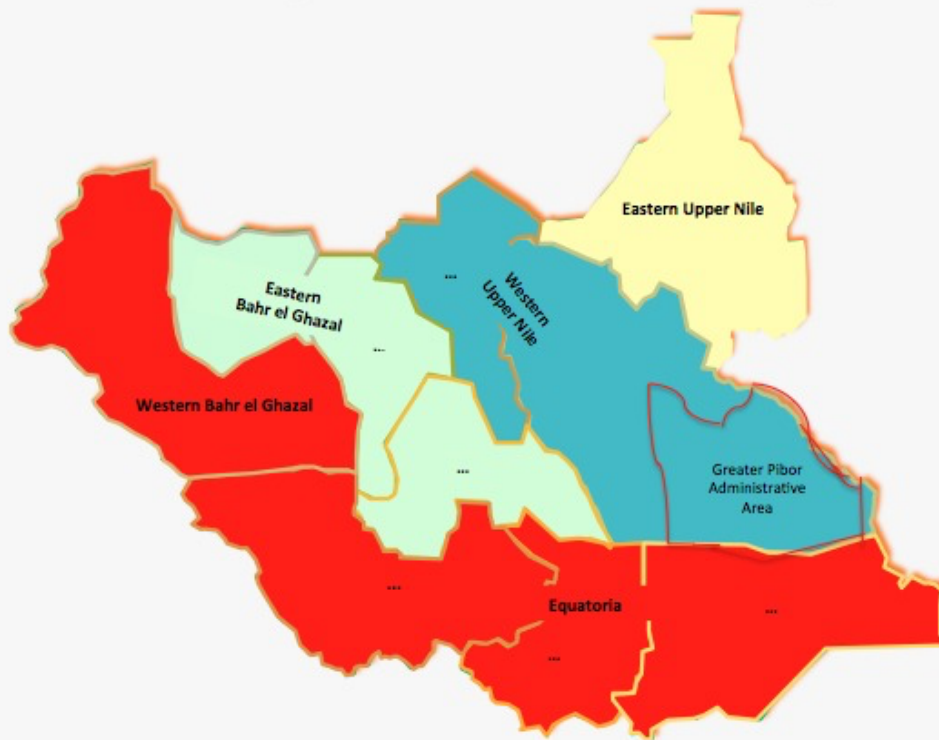 Eastern Upper Nile
...
Western
Upper Nile
Eastern
Bahr el Ghazal
...
Western Bahr el Ghazal
...
Greater Pibor
Administrative
Area
...
Equatoria
...
...